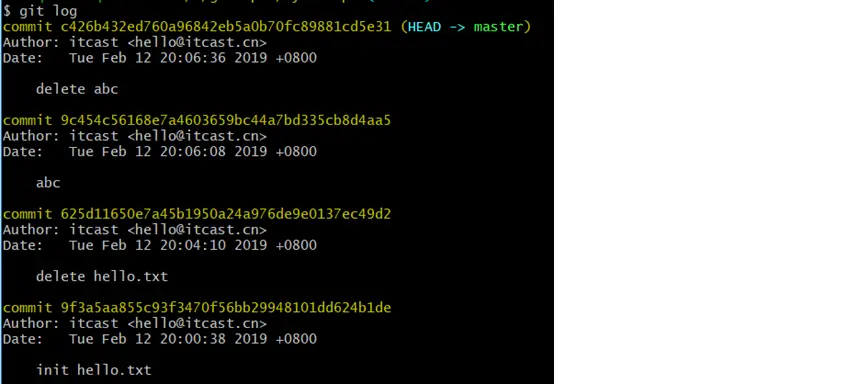 $ git log
commit c426b432ed760a96842eb5a0b70fc89881cd5e31 (HEAD -> master)
Author: itcast <hello@itcast.cn>
Date:   Tue Feb 12 20:06:36 2019 +0800
    delete abc
commit 9c454c56168e7a4603659bc44a7bd335cb8d4aa5
Author: itcast <hello@itcast.cn>
Date:   Tue Feb 12 20:06:08 2019 +0800
    abc
commit 625d11650e7a45b1950a24a976de9e0137ec49d2
Author: itcast <hello@itcast.cn>
Date:   Tue Feb 12 20:04:10 2019 +0800
    delete hello.txt
commit 9f3a5aa855c93f3470f56bb29948101dd624b1de
Author: itcast <hello@itcast.cn>
Date:   Tue Feb 12 20:00:38 2019 +0800
    init hello.txt